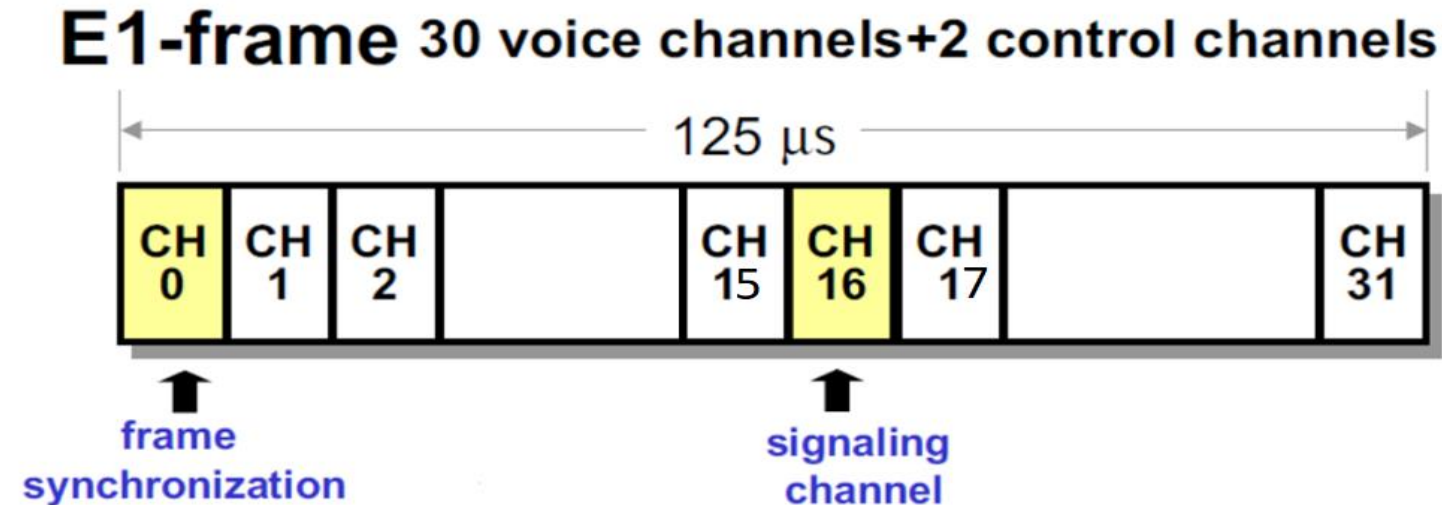 E1-frame 30 voice channels+2 control channels
125 μs
CH CH CH CH CH CH CH
0 1 2 15 16 17 31
frame signaling
synchronization channel